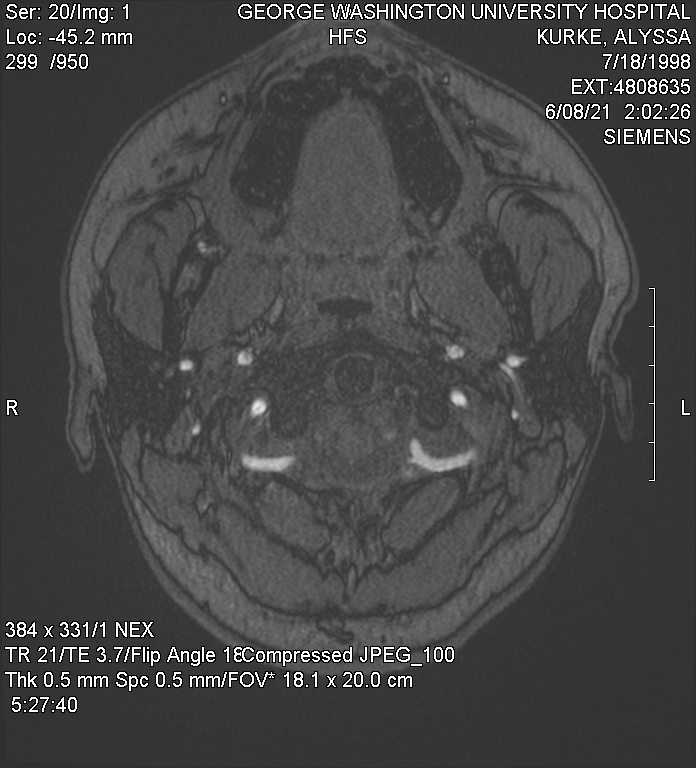 Ser: 20/Img: 1
Loc: -45.2 mm
299 /950
GEORGE WASHINGTON UNIVERSITY HOSPITAL
HFS
KURKE, ALYSSA
7/18/1998
EXT:4808635
6/08/21 2:02:26
SIEMENS
R
L
384 x 331/1 NEX
TR 21/TE 3.7/Flip Angle 18Compressed JPEG_100
Thk 0.5 mm Spc 0.5 mm/FOV* 18.1 x 20.0 cm
5:27:40